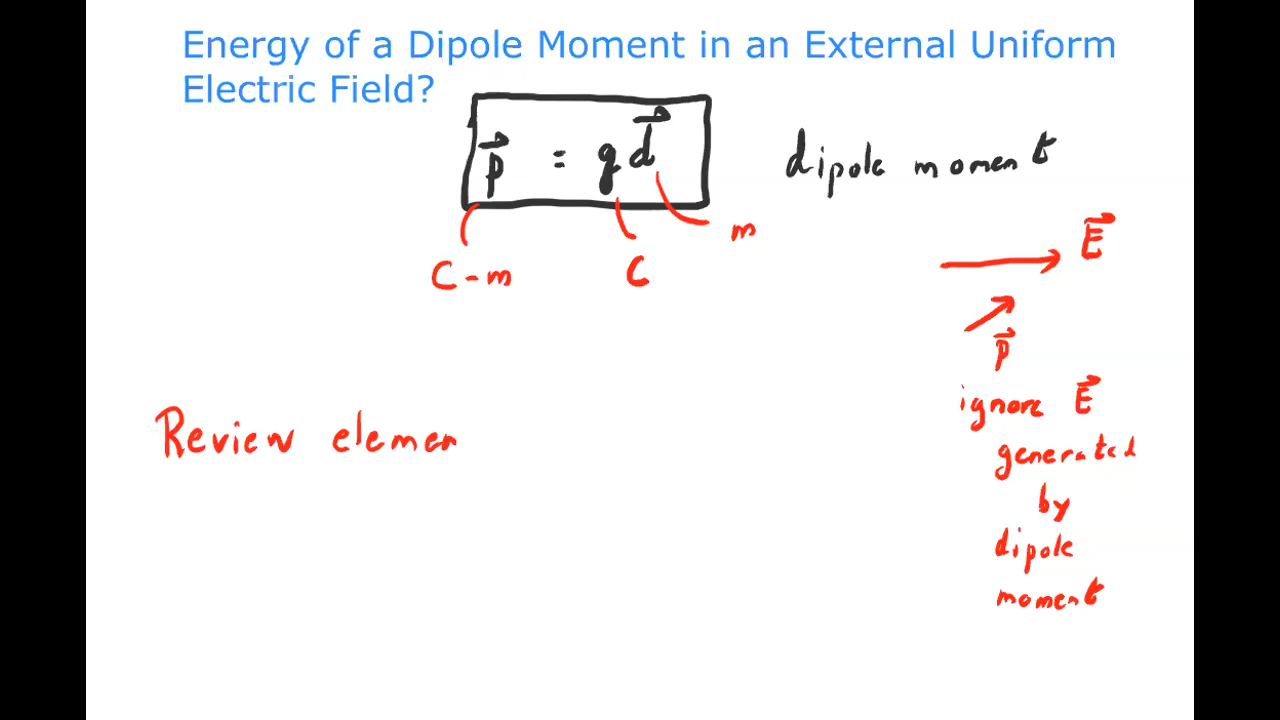 Energy of a Dipole Moment in an External Uniform
Electric Field?
p⃗ = q d⃗
dipole moment
C-m
C
m
E⃗
p⃗
ignore E⃗
generated
by
dipole
moment
Review elemen